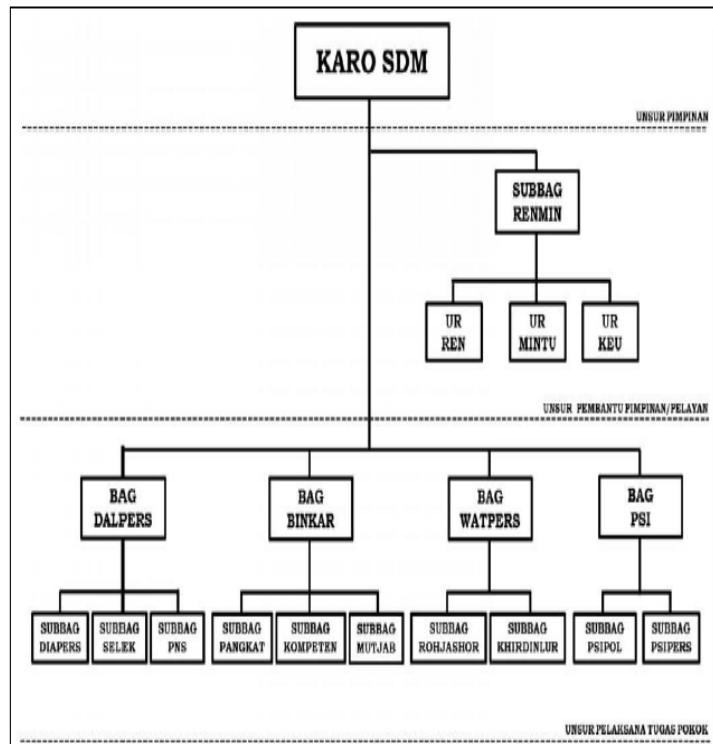 KARO SDM
UNSUR PIMPINAN
SUBBAG
RENMIN
UR
REN
UR
MINTU
UR
KEU
UNSUR PEMBANTU PIMPINAN/PELAYAN
BAG
DALPERS
BAG
BINKAR
BAG
WATPERS
BAG
PSI
SUBBAG
DIAPERS
SUBBAG
SELEK
SUBBAG
PNS
SUBBAG
PANGKAT
SUBBAG
KOMPETEN
SUBBAG
MUTJAB
SUBBAG
ROHJASHOR
SUBBAG
KHIRDINLUR
SUBBAG
PSIPOL
SUBBAG
PSIPERS
UNSUR PELAKSANA TUGAS POKOK